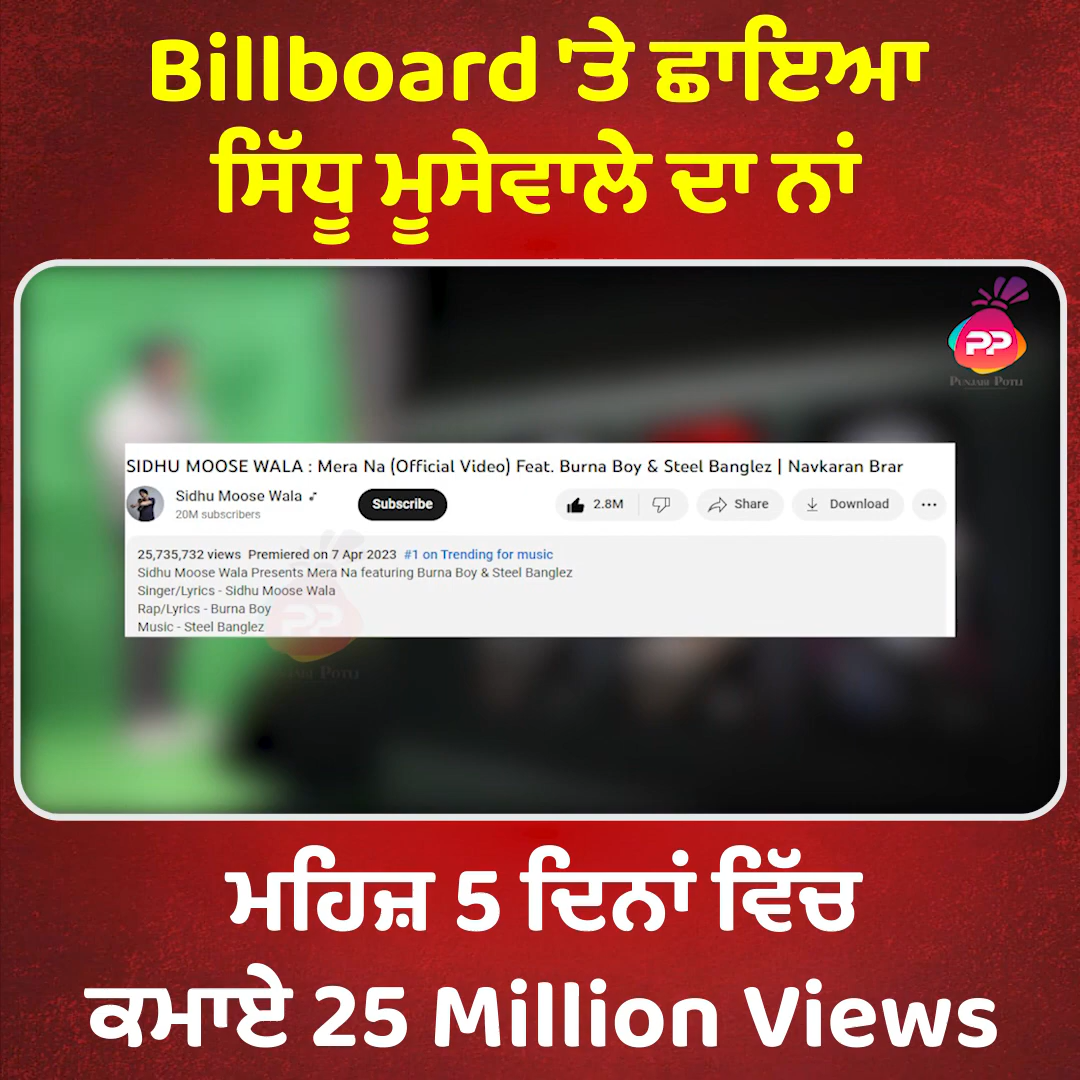 Billboard 'ਤੇ ਛਾਇਆ
ਸਿੱਧੂ ਮੂਸੇਵਾਲੇ ਦਾ ਨਾਂ
PP
PUNJABI POTLI
SIDHU MOOSE WALA : Mera Na (Official Video) Feat. Burna Boy & Steel Banglez | Navkaran Brar
Sidhu Moose Wala
20M subscribers
Subscribe
2.8M
Share
Download
25,735,732 views Premiered on 7 Apr 2023 #1 on Trending for music
Sidhu Moose Wala Presents Mera Na featuring Burna Boy & Steel Banglez
Singer/Lyrics - Sidhu Moose Wala
Rap/Lyrics - Burna Boy
Music - Steel Banglez
PP
ਮਹਿਜ਼ 5 ਦਿਨਾਂ ਵਿੱਚ
ਕਮਾਏ 25 Million Views